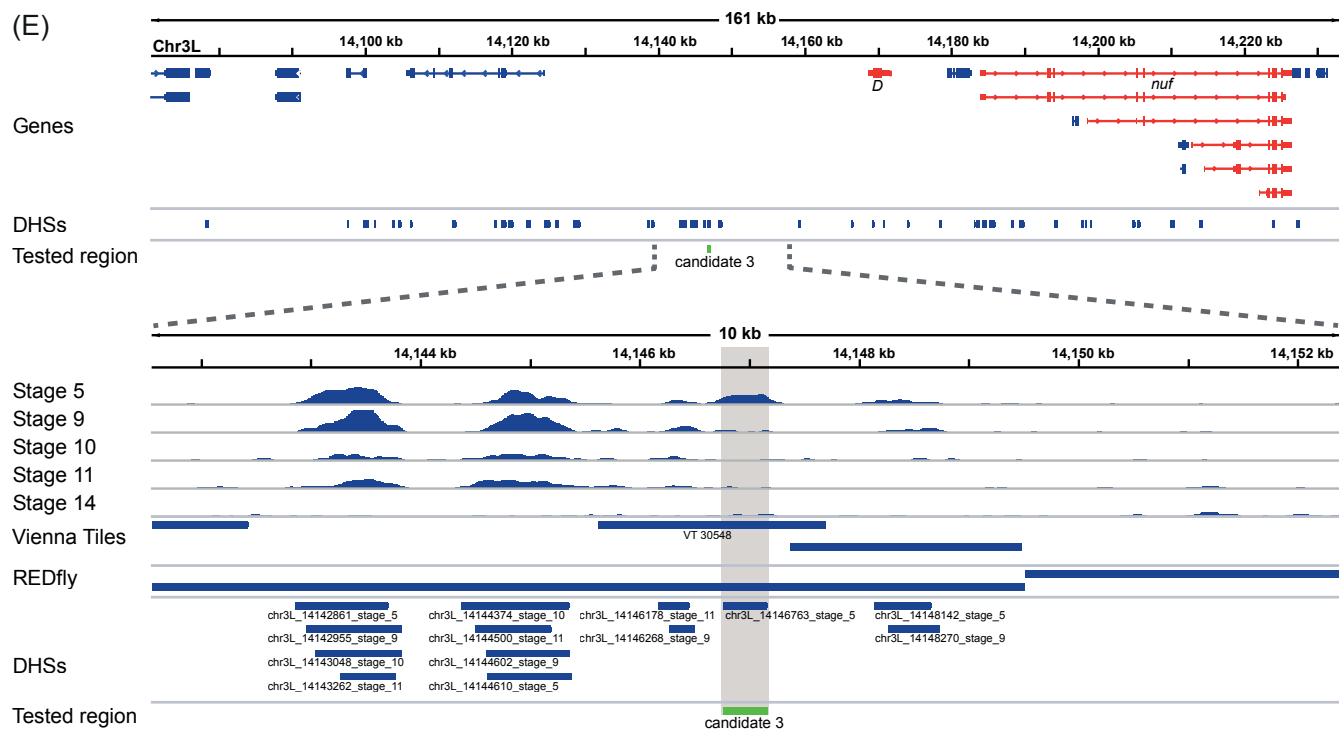 (E)
161 kb
Chr3L
14,100 kb 14,120 kb 14,140 kb 14,160 kb 14,180 kb 14,200 kb 14,220 kb
D nuf
Genes
DHSs
Tested region
candidate 3
10 kb
14,144 kb 14,146 kb 14,148 kb 14,150 kb 14,152 kb
Stage 5
Stage 9
Stage 10
Stage 11
Stage 14
Vienna Tiles
VT 30548
REDfly
chr3L_14142861_stage_5 chr3L_14144374_stage_10 chr3L_14146178_stage_11 chr3L_14146763_stage_5 chr3L_14148142_stage_5
chr3L_14142955_stage_9 chr3L_14144500_stage_11 chr3L_14146268_stage_9 chr3L_14148270_stage_9
DHSs
chr3L_14143048_stage_10 chr3L_14144602_stage_9
chr3L_14143262_stage_11 chr3L_14144610_stage_5
Tested region
candidate 3